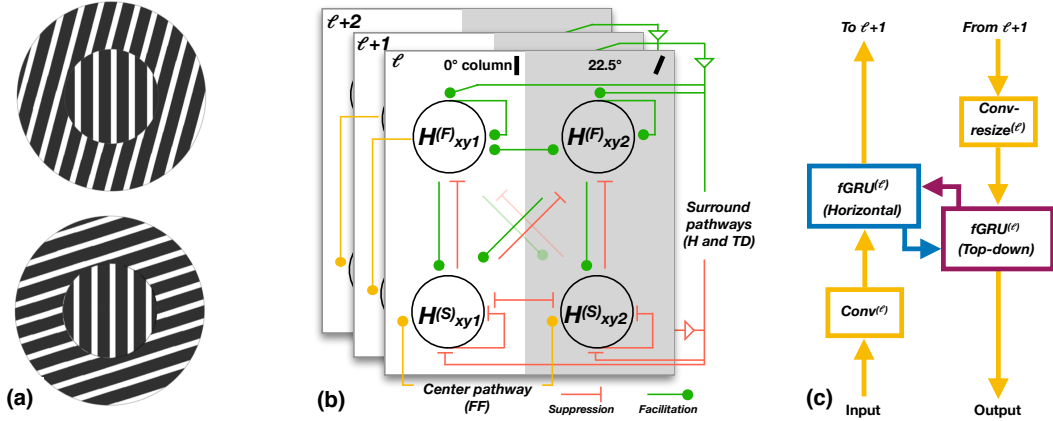 (a)
ℓ+2
ℓ+1
ℓ
0° column
22.5°
H(F)xy1
H(F)xy2
H(S)xy1
H(S)xy2
Surround
pathways
(H and TD)
Center pathway
(FF)
Suppression
Facilitation
(b)
To ℓ+1
From ℓ+1
Conv-
resize(ℓ)
fGRU(ℓ)
(Horizontal)
fGRU(ℓ)
(Top-down)
Conv(ℓ)
(c)
Input
Output